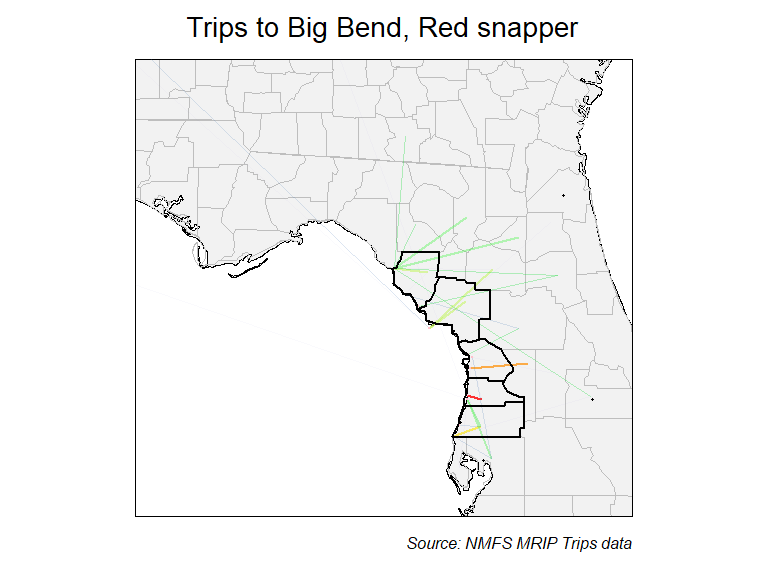 Trips to Big Bend, Red snapper
Source: NMFS MRIP Trips data